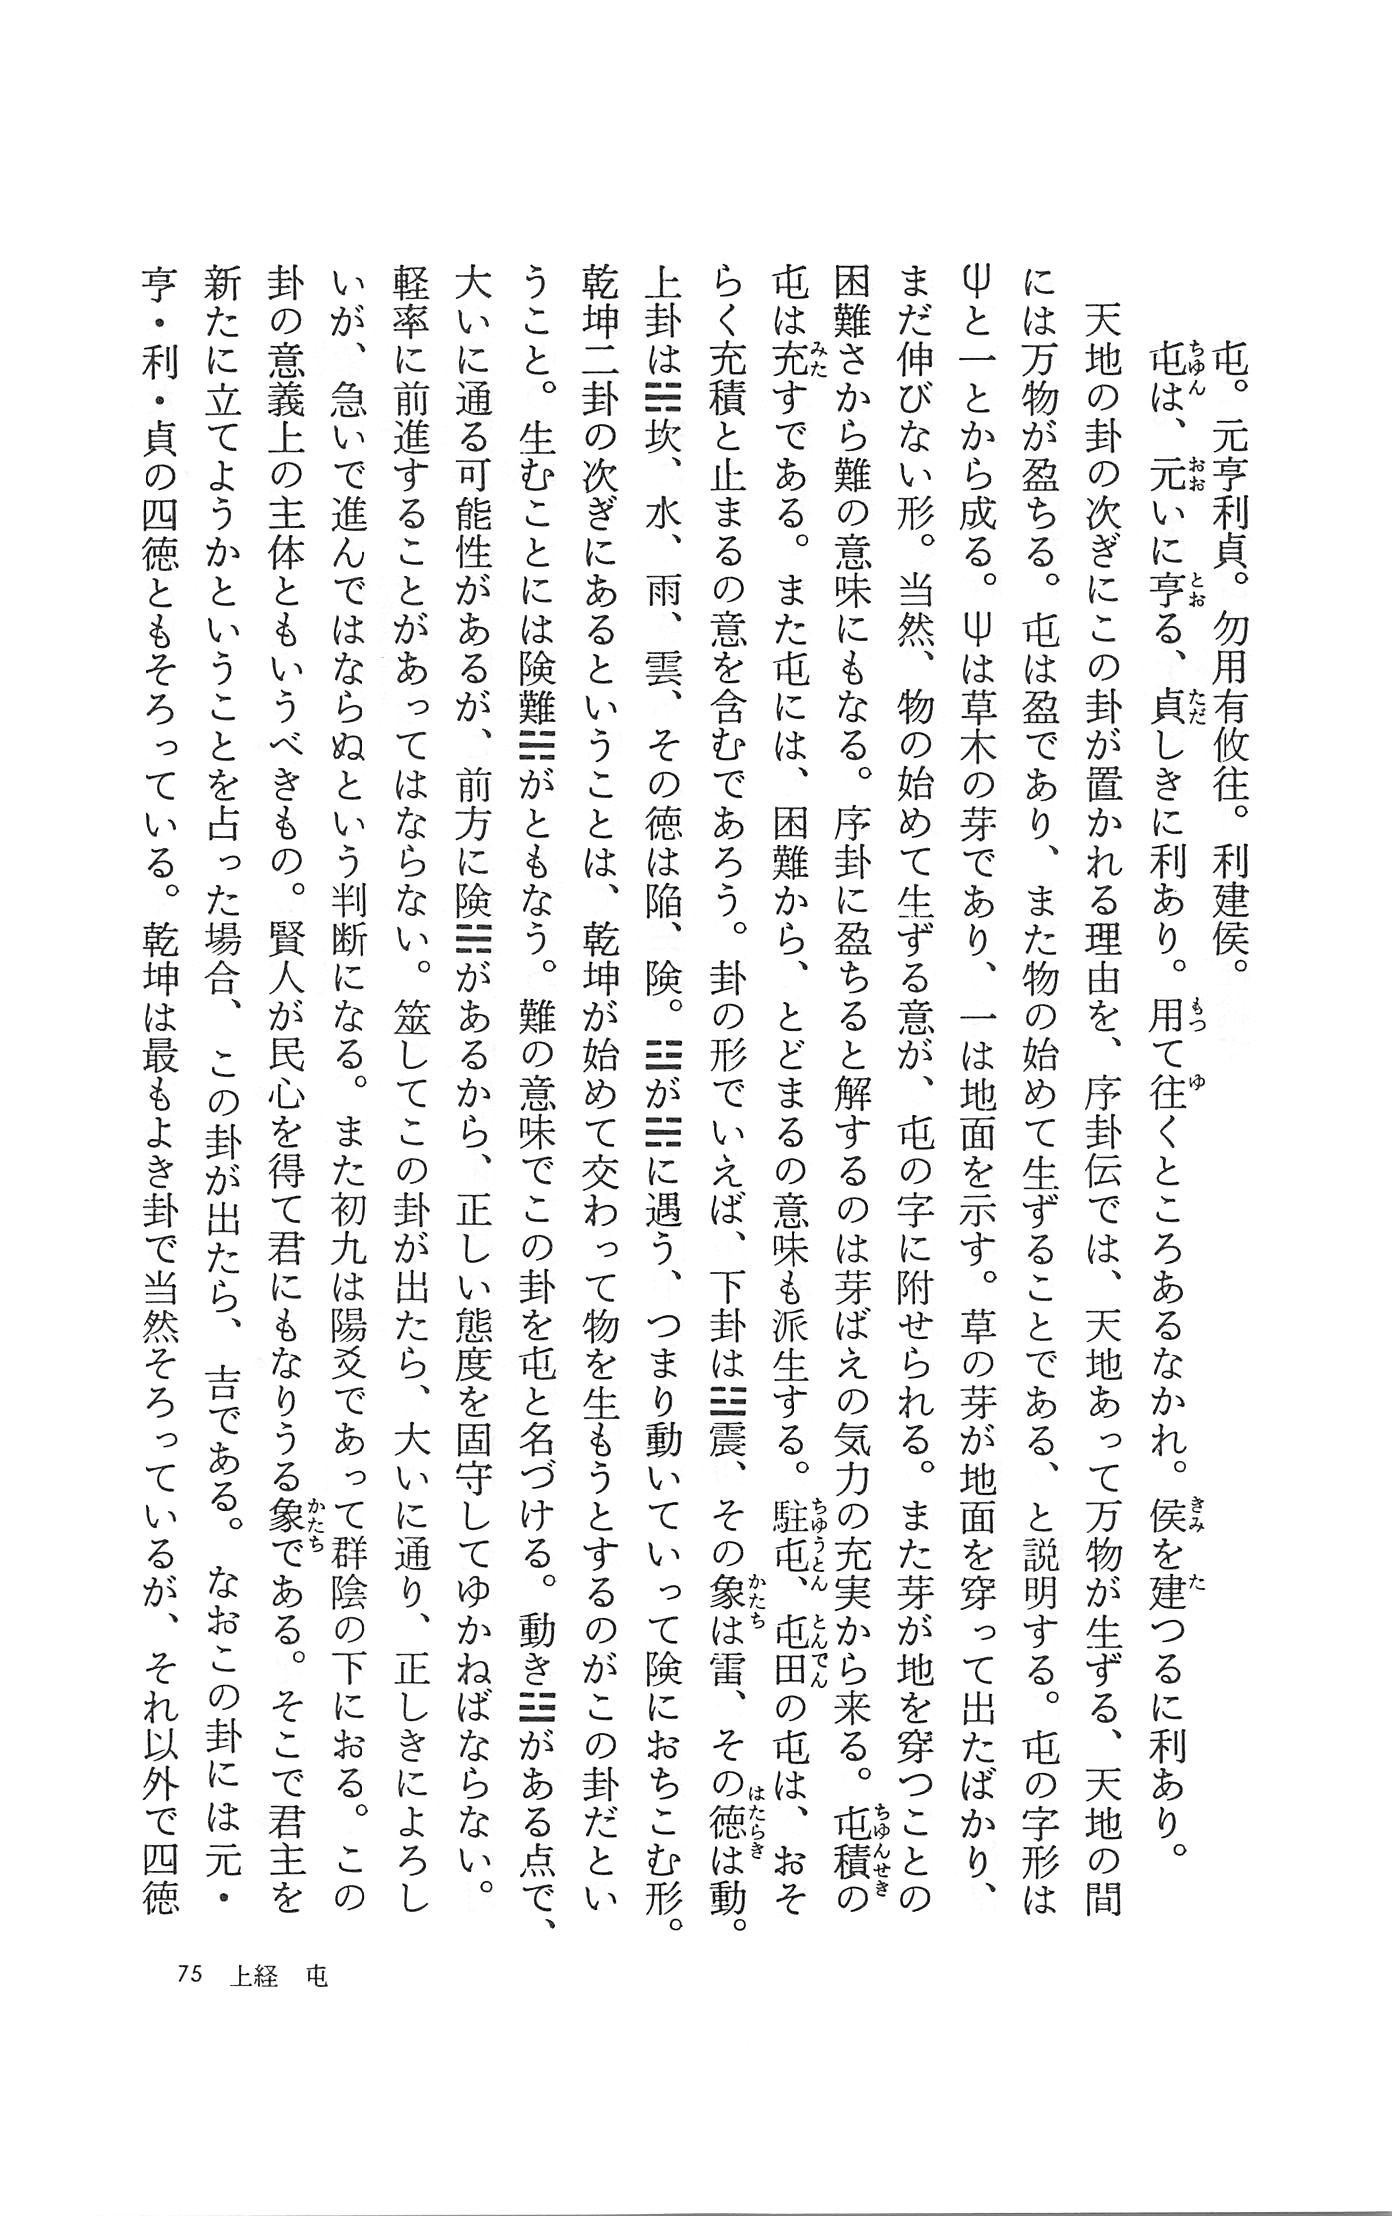 屯。元亨利貞。勿用有攸往。利建侯。
屯は、元いに亨る、貞しきに利あり。用て往くところあるなかれ。侯を建つるに利あり。
天地の卦の次ぎにこの卦が置かれる理由を、序卦伝では、天地あって万物が生ずる、天地の間
には万物が盈ちる。屯は盈であり、また物の始めて生ずることである、と説明する。屯の字形は
屮と一とから成る。屮は草木の芽であり、一は地面を示す。草の芽が地面を穿って出たばかり、
まだ伸びない形。当然、物の始めて生ずる意が、屯の字に附せられる。また芽が地を穿つことの
困難さから難の意味にもなる。序卦に盈ちると解するのは芽ばえの気力の充実から来る。屯積の
屯は充すである。また屯には、困難から、とどまるの意味も派生する。駐屯、屯田の屯は、おそ
らく充積と止まるの意を含むであろう。卦の形でいえば、下卦は☳震、その象は雷、その徳は動。
上卦は☵坎、水、雨、雲、その徳は陥、険。☳が☵に遇う、つまり動いていって険におちこむ形。
乾坤二卦の次ぎにあるということは、乾坤が始めて交わって物を生もうとするのがこの卦だとい
うこと。生むことには険難☵がともなう。難の意味でこの卦を屯と名づける。動き☳がある点で、
大いに通る可能性があるが、前方に険☵があるから、正しい態度を固守してゆかねばならない。
軽率に前進することがあってはならない。筮してこの卦が出たら、大いに通り、正しきによろし
いが、急いで進んではならぬという判断になる。また初九は陽爻であって群陰の下におる。この
卦の意義上の主体ともいうべきもの。賢人が民心を得て君にもなりうる象である。そこで君主を
新たに立てようかということを占った場合、この卦が出たら、吉である。なおこの卦には元・
亨・利・貞の四徳ともそろっている。乾坤は最もよき卦で当然そろっているが、それ以外で四徳
75 上経 屯